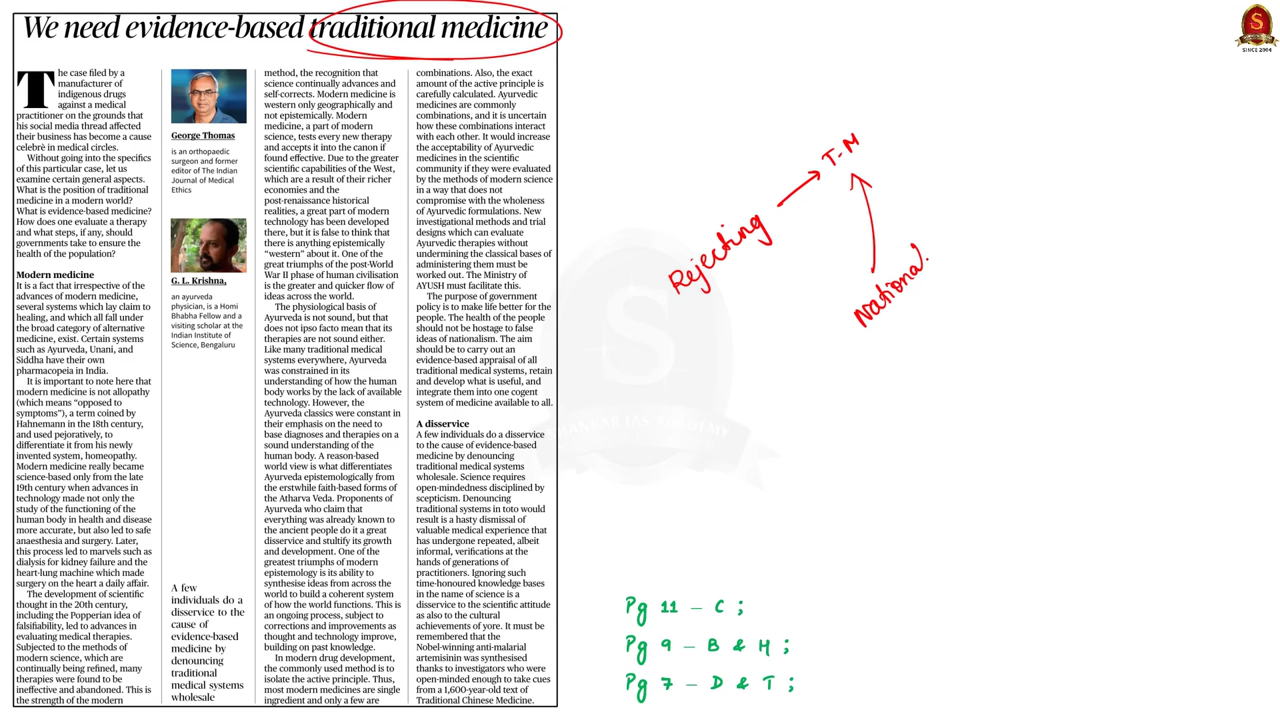 We need evidence-based traditional medicine
The case filed by a
manufacturer of
indigenous drugs
against a medical
practitioner on the grounds that
his social media thread affected
their business has become a cause
celebrè in medical circles.
Without going into the specifics
of this particular case, let us
examine certain general aspects.
What is the position of traditional
medicine in a modern world?
What is evidence-based medicine?
How does one evaluate a therapy
and what steps, if any, should
governments take to ensure the
health of the population?
Modern medicine
It is a fact that irrespective of the
advances of modern medicine,
several systems which lay claim to
healing, and which all fall under
the broad category of alternative
medicine, exist. Certain systems
such as Ayurveda, Unani, and
Siddha have their own
pharmacopeia in India.
It is important to note here that
modern medicine is not allopathy
(which means “opposed to
symptoms”), a term coined by
Hahnemann in the 18th century,
and used pejoratively, to
differentiate it from his newly
invented system, homeopathy.
Modern medicine really became
science-based only from the late
19th century when advances in
technology made not only the
study of the functioning of the
human body in health and disease
more accurate, but also led to safe
anaesthesia and surgery. Later,
this process led to marvels such as
dialysis for kidney failure and the
heart-lung machine which made
surgery on the heart a daily affair.
The development of scientific
thought in the 20th century,
including the Popperian idea of
falsifiability, led to advances in
evaluating medical therapies.
Subjected to the methods of
modern science, which are
continually being refined, many
therapies were found to be
ineffective and abandoned. This is
the strength of the modern
George Thomas
is an orthopaedic
surgeon and former
editor of The Indian
Journal of Medical
Ethics
G. L. Krishna,
an ayurveda
physician, is a Homi
Bhabha Fellow and a
visiting scholar at the
Indian Institute of
Science, Bengaluru
A few
individuals do a
disservice to the
cause of
evidence-based
medicine by
denouncing
traditional
medical systems
wholesale
method, the recognition that
science continually advances and
self-corrects. Modern medicine is
western only geographically and
not epistemically. Modern
medicine, a part of modern
science, tests every new therapy
and accepts it into the canon if
found effective. Due to the greater
scientific capabilities of the West,
which are a result of their richer
economies and the
post-renaissance historical
realities, a great part of modern
technology has been developed
there, but it is false to think that
there is anything epistemically
“western” about it. One of the
great triumphs of the post-World
War II phase of human civilisation
is the greater and quicker flow of
ideas across the world.
The physiological basis of
Ayurveda is not sound, but that
does not ipso facto mean that its
therapies are not sound either.
Like many traditional medical
systems everywhere, Ayurveda
was constrained in its
understanding of how the human
body works by the lack of available
technology. However, the
Ayurveda classics were constant in
their emphasis on the need to
base diagnoses and therapies on a
sound understanding of the
human body. A reason-based
world view is what differentiates
Ayurveda epistemologically from
the erstwhile faith-based forms of
the Atharva Veda. Proponents of
Ayurveda who claim that
everything was already known to
the ancient people do it a great
disservice and stultify its growth
and development. One of the
greatest triumphs of modern
epistemology is its ability to
synthesise ideas from across the
world to build a coherent system
of how the world functions. This is
an ongoing process, subject to
corrections and improvements as
thought and technology improve,
building on past knowledge.
In modern drug development,
the commonly used method is to
isolate the active principle. Thus,
most modern medicines are single
ingredient and only a few are
combinations. Also, the exact
amount of the active principle is
carefully calculated. Ayurvedic
medicines are commonly
combinations, and it is uncertain
how these combinations interact
with each other. It would increase
the acceptability of Ayurvedic
medicines in the scientific
community if they were evaluated
by the methods of modern science
in a way that does not
compromise with the wholeness
of Ayurvedic formulations. New
investigational methods and trial
designs which can evaluate
Ayurvedic therapies without
undermining the classical bases of
administering them must be
worked out. The Ministry of
AYUSH must facilitate this.
The purpose of government
policy is to make life better for the
people. The health of the people
should not be hostage to false
ideas of nationalism. The aim
should be to carry out an
evidence-based appraisal of all
traditional medical systems, retain
and develop what is useful, and
integrate them into one cogent
system of medicine available to all.
A disservice
A few individuals do a disservice
to the cause of evidence-based
medicine by denouncing
traditional medical systems
wholesale. Science requires
open-mindedness disciplined by
scepticism. Denouncing
traditional systems in toto would
result is a hasty dismissal of
valuable medical experience that
has undergone repeated, albeit
informal, verifications at the
hands of generations of
practitioners. Ignoring such
time-honoured knowledge bases
in the name of science is a
disservice to the scientific attitude
as also to the cultural
achievements of yore. It must be
remembered that the
Nobel-winning anti-malarial
artemisinin was synthesised
thanks to investigators who were
open-minded enough to take cues
from a 1,600-year-old text of
Traditional Chinese Medicine.
T-M
Rejecting
National.
Pg 11 - C ;
Pg 9 - B & H ;
Pg 7 - D & T ;
S
SINCE 2004
S
SHANKAR IAS ACADEMY